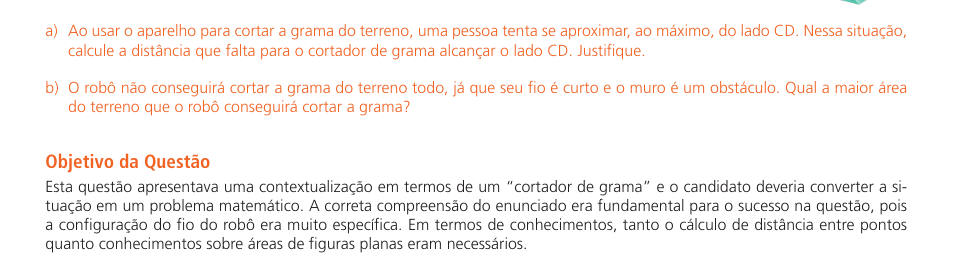 a) Ao usar o aparelho para cortar a grama do terreno, uma pessoa tenta se aproximar, ao máximo, do lado CD. Nessa situação,
calcule a distância que falta para o cortador de grama alcançar o lado CD. Justifique.
b) O robô não conseguirá cortar a grama do terreno todo, já que seu fio é curto e o muro é um obstáculo. Qual a maior área
do terreno que o robô conseguirá cortar a grama?
Objetivo da Questão
Esta questão apresentava uma contextualização em termos de um “cortador de grama” e o candidato deveria converter a si-
tuação em um problema matemático. A correta compreensão do enunciado era fundamental para o sucesso na questão, pois
a configuração do fio do robô era muito específica. Em termos de conhecimentos, tanto o cálculo de distância entre pontos
quanto conhecimentos sobre áreas de figuras planas eram necessários.